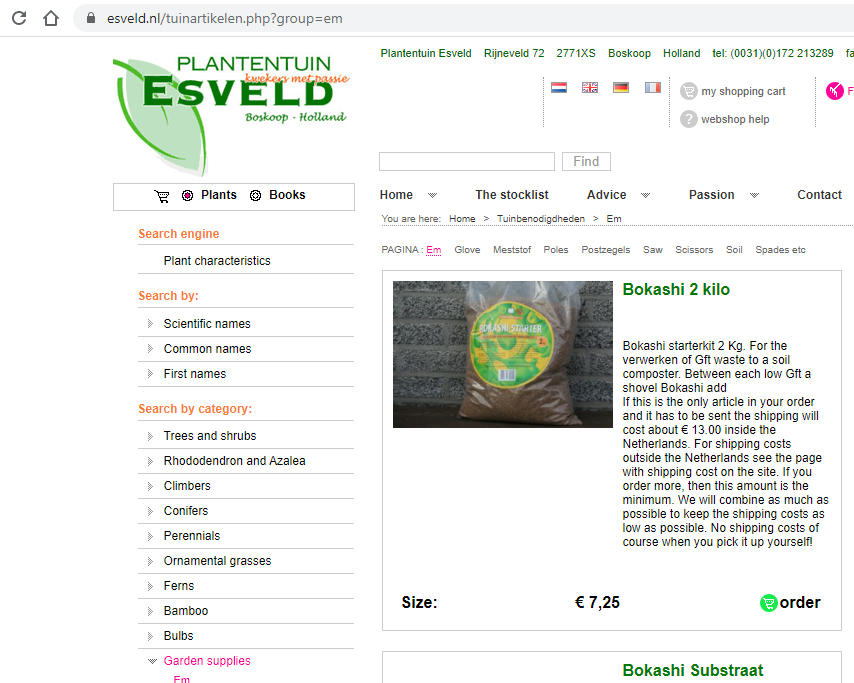 esveld.nl/tuinartikelen.php?group=em
PLANTENTUIN
kwekers met passie
ESVELD
Boskoop - Holland
Plantentuin Esveld Rijneveld 72 2771XS Boskoop Holland tel: (0031)(0)172 213289 fa
my shopping cart
F
webshop help
Find
Plants Books
Home The stocklist Advice Passion Contact
You are here: Home > Tuinbenodigdheden > Em
PAGINA : Em Glove Meststof Poles Postzegels Saw Scissors Soil Spades etc
Search engine
Plant characteristics
Search by:
Scientific names
Common names
First names
Search by category:
Trees and shrubs
Rhododendron and Azalea
Climbers
Conifers
Perennials
Ornamental grasses
Ferns
Bamboo
Bulbs
Garden supplies
Em
BOKASHI STARTER
Bokashi 2 kilo
Bokashi starterkit 2 Kg. For the
verwerken of Gft waste to a soil
composter. Between each low Gft a
shovel Bokashi add
If this is the only article in your order
and it has to be sent the shipping will
cost about € 13.00 inside the
Netherlands. For shipping costs
outside the Netherlands see the page
with shipping cost on the site. If you
order more, then this amount is the
minimum. We will combine as much as
possible to keep the shipping costs as
low as possible. No shipping costs of
course when you pick it up yourself!
Size: € 7,25 order
Bokashi Substraat